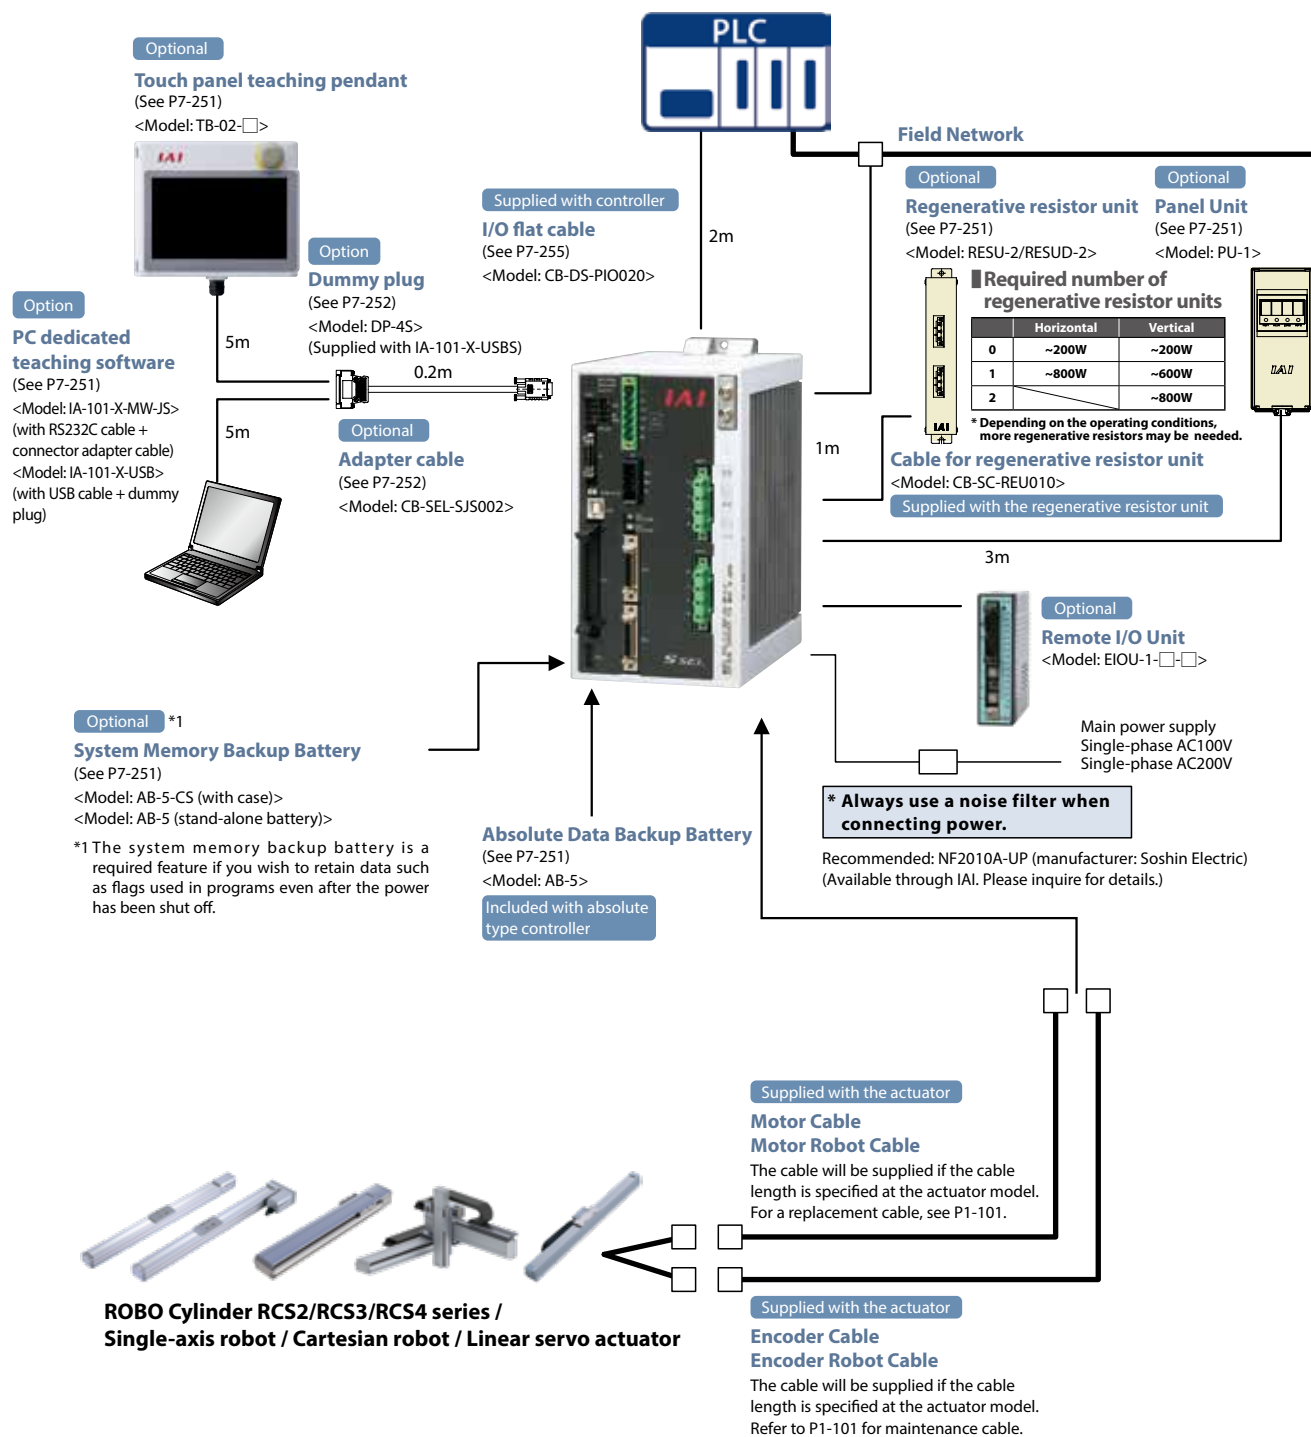 PLC
Optional
Touch panel teaching pendant
(See P7-251)
<Model: TB-02-□>
IAI
Field Network
Supplied with controller
I/O flat cable
(See P7-255)
<Model: CB-DS-PIO020>
2m
Optional
Regenerative resistor unit
(See P7-251)
<Model: RESU-2/RESUD-2>
Optional
Panel Unit
(See P7-251)
<Model: PU-1>
Required number of
regenerative resistor units
Horizontal Vertical
0 ~200W ~200W
1 ~800W ~600W
2 ~800W
* Depending on the operating conditions,
more regenerative resistors may be needed.
IAI
IAI
Option
Dummy plug
(See P7-252)
<Model: DP-4S>
(Supplied with IA-101-X-USBS)
0.2m
Option
PC dedicated
teaching software
(See P7-251)
<Model: IA-101-X-MW-JS>
(with RS232C cable +
connector adapter cable)
<Model: IA-101-X-USB>
(with USB cable + dummy
plug)
5m
5m
Optional
Adapter cable
(See P7-252)
<Model: CB-SEL-SJS002>
IAI
S SEL
1m
Cable for regenerative resistor unit
<Model: CB-SC-REU010>
Supplied with the regenerative resistor unit
3m
Optional
Remote I/O Unit
<Model: EIOU-1-□-□>
Main power supply
Single-phase AC100V
Single-phase AC200V
* Always use a noise filter when
connecting power.
Recommended: NF2010A-UP (manufacturer: Soshin Electric)
(Available through IAI. Please inquire for details.)
Optional *1
System Memory Backup Battery
(See P7-251)
<Model: AB-5-CS (with case)>
<Model: AB-5 (stand-alone battery)>
*1 The system memory backup battery is a
required feature if you wish to retain data such
as flags used in programs even after the power
has been shut off.
Absolute Data Backup Battery
(See P7-251)
<Model: AB-5>
Included with absolute
type controller
Supplied with the actuator
Motor Cable
Motor Robot Cable
The cable will be supplied if the cable
length is specified at the actuator model.
For a replacement cable, see P1-101.
ROBO Cylinder RCS2/RCS3/RCS4 series /
Single-axis robot / Cartesian robot / Linear servo actuator
Supplied with the actuator
Encoder Cable
Encoder Robot Cable
The cable will be supplied if the cable
length is specified at the actuator model.
Refer to P1-101 for maintenance cable.